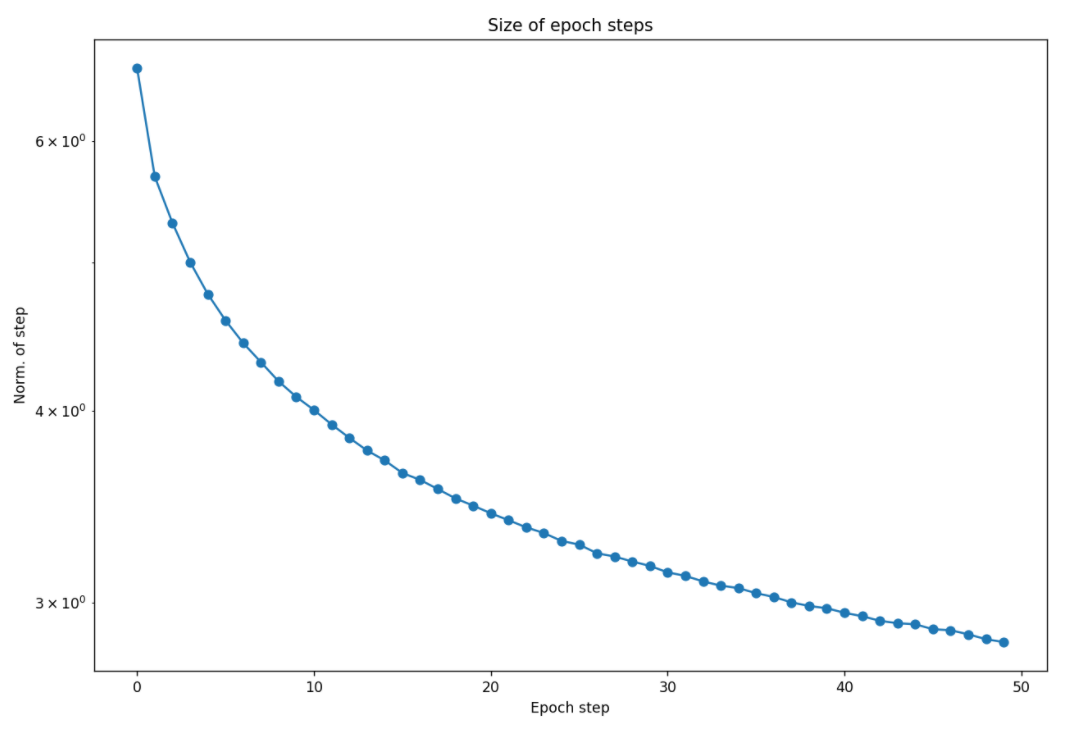 Size of epoch steps
6 × 10⁰
4 × 10⁰
3 × 10⁰
Norm. of step
0 10 20 30 40 50
Epoch step